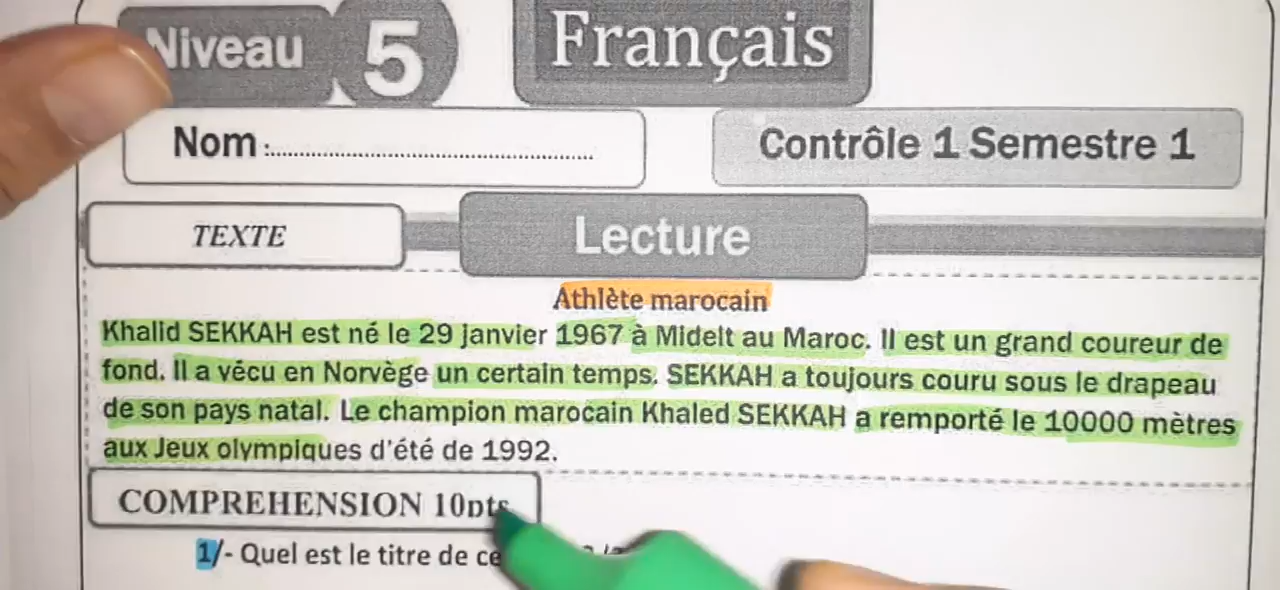 Niveau 5 Français
Nom :
Contrôle 1 Semestre 1
TEXTE
Lecture
Athlète marocain
Khalid SEKKAH est né le 29 janvier 1967 à Midelt au Maroc. Il est un grand coureur de
fond. Il a vécu en Norvège un certain temps. SEKKAH a toujours couru sous le drapeau
de son pays natal. Le champion marocain Khaled SEKKAH a remporté le 10000 mètres
aux Jeux olympiques d'été de 1992.
COMPREHENSION 10pts
1/- Quel est le titre de ce